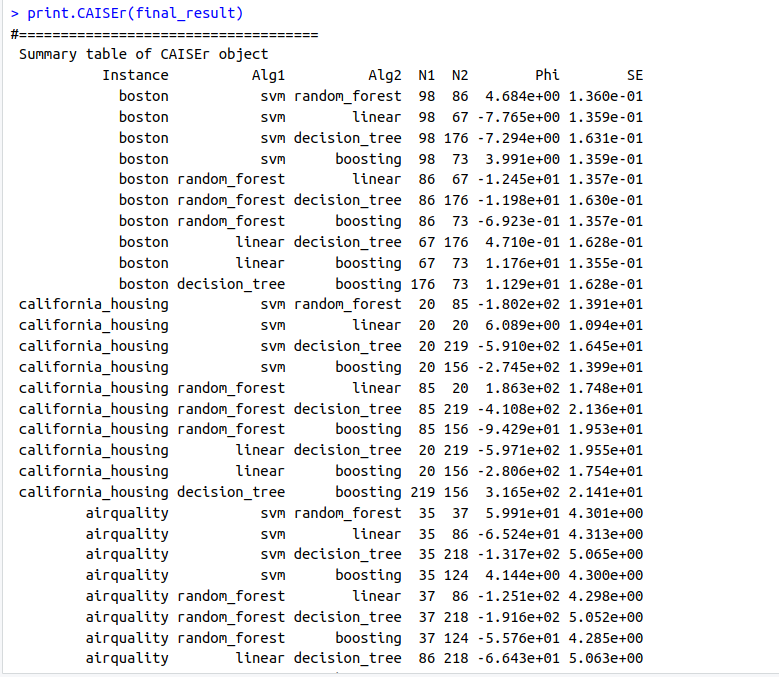 > print.CAISEr(final_result)
#====================================
Summary table of CAISEr object
Instance Alg1 Alg2 N1 N2 Phi SE
boston svm random_forest 98 86 4.684e+00 1.360e-01
boston svm linear 98 67 -7.765e+00 1.359e-01
boston svm decision_tree 98 176 -7.294e+00 1.631e-01
boston svm boosting 98 73 3.991e+00 1.359e-01
boston random_forest linear 86 67 -1.245e+01 1.357e-01
boston random_forest decision_tree 86 176 -1.198e+01 1.630e-01
boston random_forest boosting 86 73 -6.923e-01 1.357e-01
boston linear decision_tree 67 176 4.710e-01 1.628e-01
boston linear boosting 67 73 1.176e+01 1.355e-01
boston decision_tree boosting 176 73 1.129e+01 1.628e-01
california_housing svm random_forest 20 85 -1.802e+02 1.391e+01
california_housing svm linear 20 20 6.089e+00 1.094e+01
california_housing svm decision_tree 20 219 -5.910e+02 1.645e+01
california_housing svm boosting 20 156 -2.745e+02 1.399e+01
california_housing random_forest linear 85 20 1.863e+02 1.748e+01
california_housing random_forest decision_tree 85 219 -4.108e+02 2.136e+01
california_housing random_forest boosting 85 156 -9.429e+01 1.953e+01
california_housing linear decision_tree 20 219 -5.971e+02 1.955e+01
california_housing linear boosting 20 156 -2.806e+02 1.754e+01
california_housing decision_tree boosting 219 156 3.165e+02 2.141e+01
airquality svm random_forest 35 37 5.991e+01 4.301e+00
airquality svm linear 35 86 -6.524e+01 4.313e+00
airquality svm decision_tree 35 218 -1.317e+02 5.065e+00
airquality svm boosting 35 124 4.144e+00 4.300e+00
airquality random_forest linear 37 86 -1.251e+02 4.298e+00
airquality random_forest decision_tree 37 218 -1.916e+02 5.052e+00
airquality random_forest boosting 37 124 -5.576e+01 4.285e+00
airquality linear decision_tree 86 218 -6.643e+01 5.063e+00